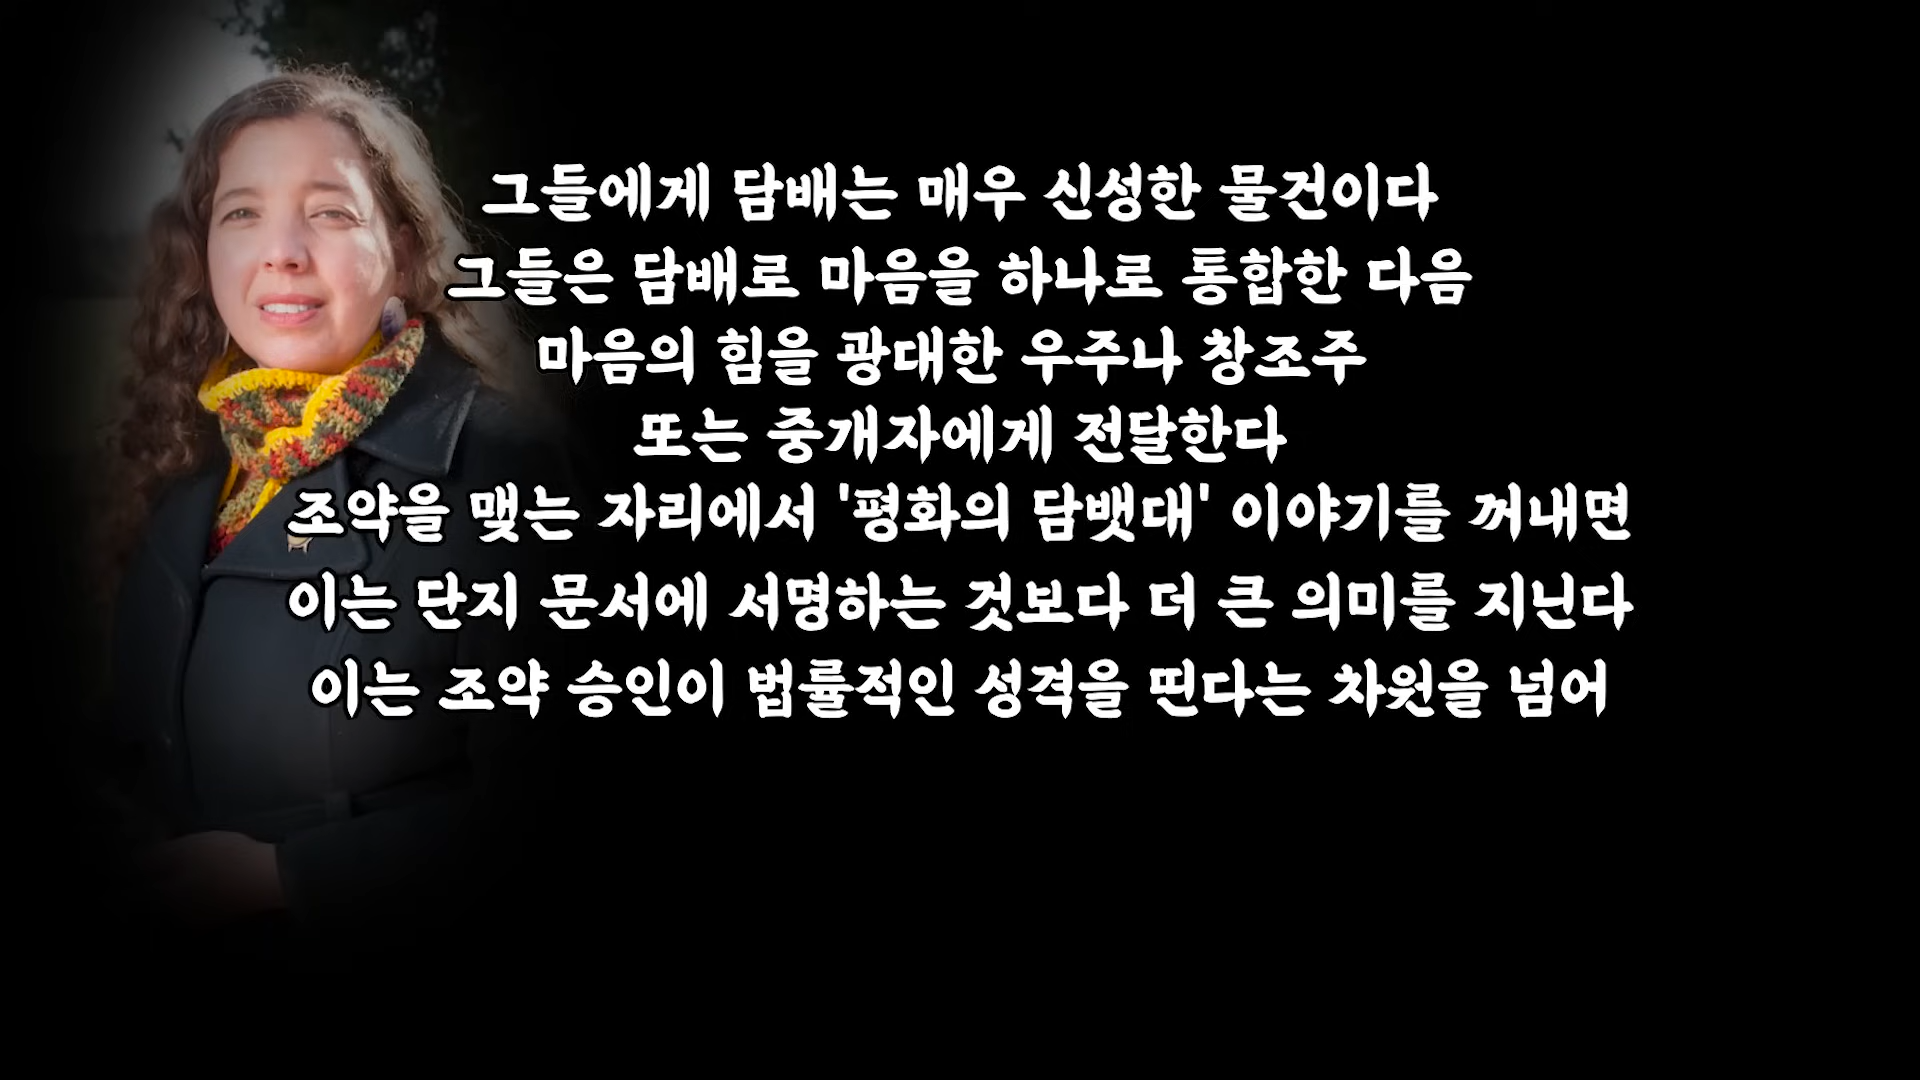 그들에게 담배는 매우 신성한 물건이다
그들은 담배로 마음을 하나로 통합한 다음
마음의 힘을 광대한 우주나 창조주
또는 중개자에게 전달한다
조약을 맺는 자리에서 '평화의 담뱃대' 이야기를 꺼내면
이는 단지 문서에 서명하는 것보다 더 큰 의미를 지닌다
이는 조약 승인이 법률적인 성격을 띤다는 차원을 넘어